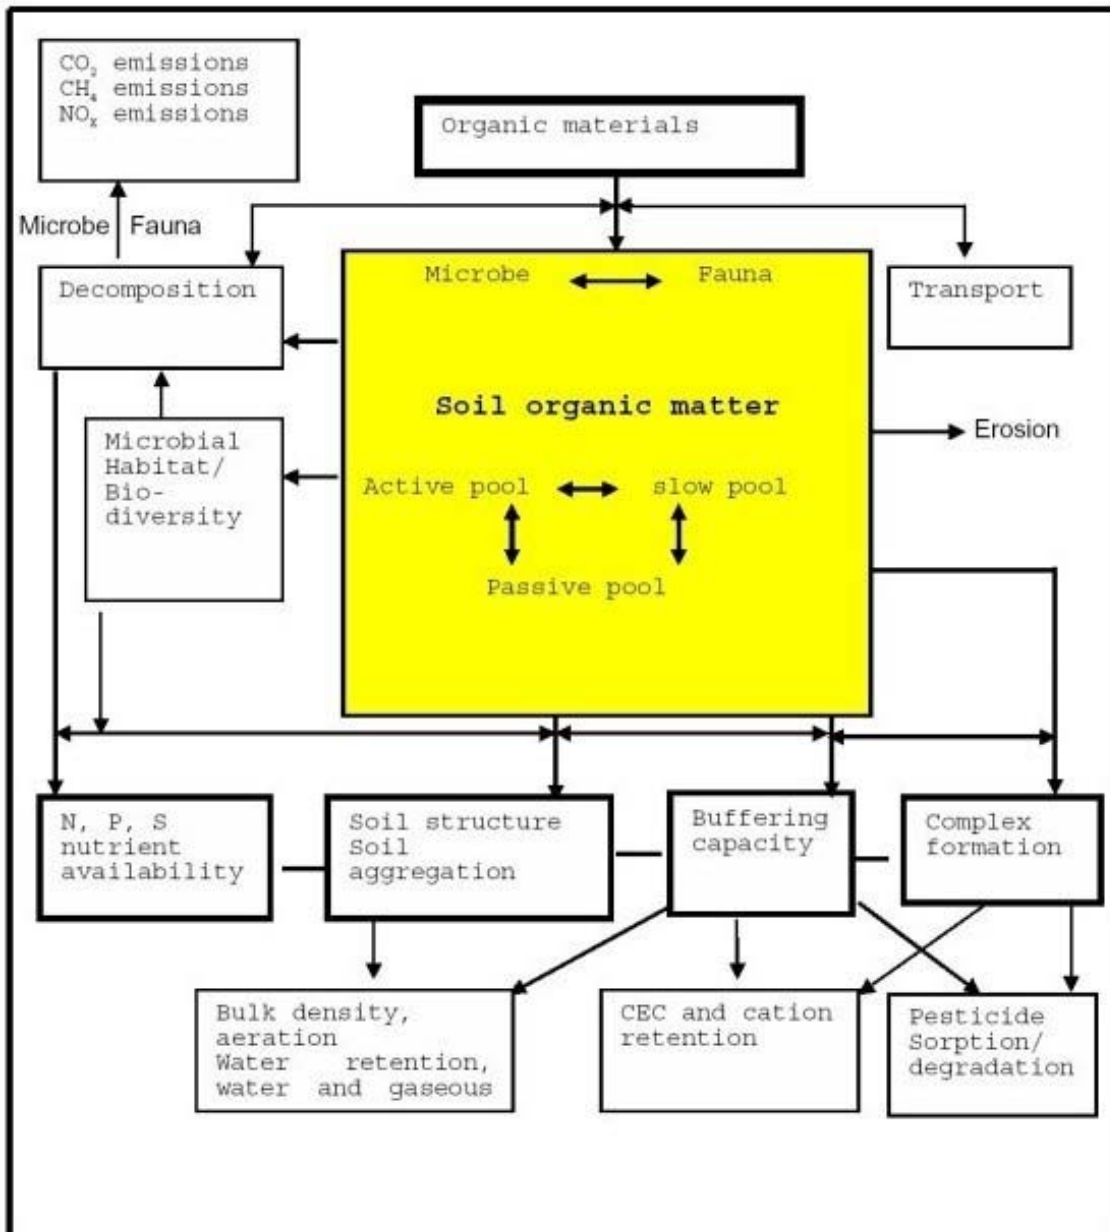 CO₂ emissions
CH₄ emissions
NOₓ emissions
Organic materials
Microbe Fauna
Decomposition
Microbe Fauna
Transport
Soil organic matter
Erosion
Microbial
Habitat/
Bio-
diversity
Active pool slow pool
Passive pool
N, P, S
nutrient
availability
Soil structure
Soil
aggregation
Buffering
capacity
Complex
formation
Bulk density,
aeration
Water retention,
water and gaseous
CEC and cation
retention
Pesticide
Sorption/
degradation